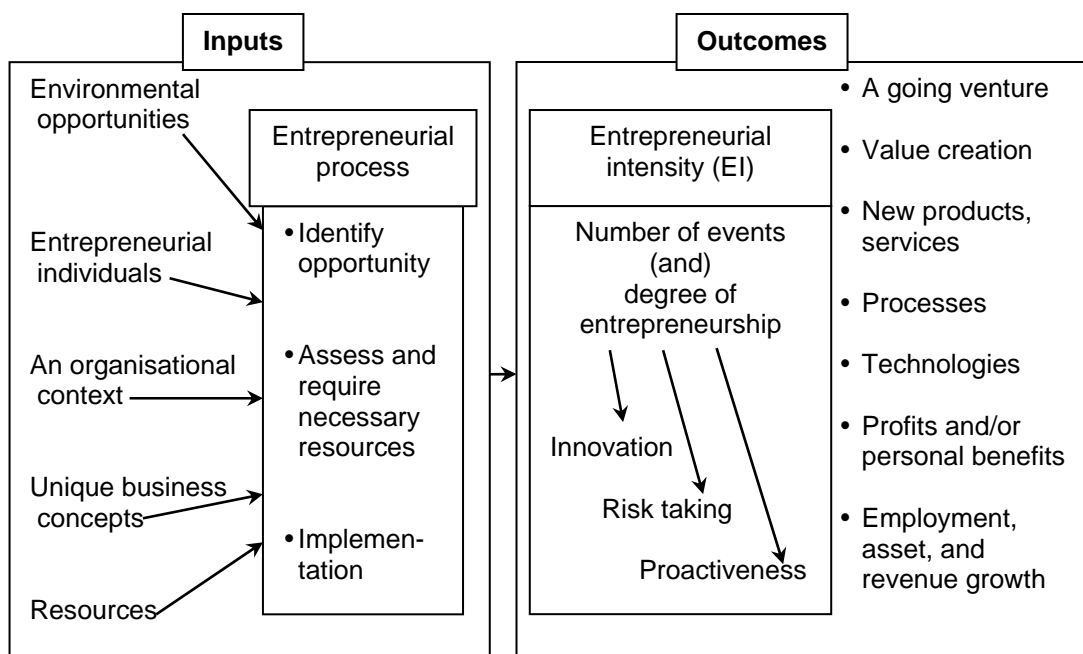 Inputs
Environmental
opportunities
Entrepreneurial
individuals
An organisational
context
Unique business
concepts
Resources
Entrepreneurial
process
•Identify
opportunity
•Assess and
require
necessary
resources
•Implemen-
tation
Outcomes
Entrepreneurial
intensity (EI)
Number of events
(and)
degree of
entrepreneurship
Innovation
Risk taking
Proactiveness
• A going venture
• Value creation
• New products,
services
• Processes
• Technologies
• Profits and/or
personal benefits
• Employment,
asset, and
revenue growth